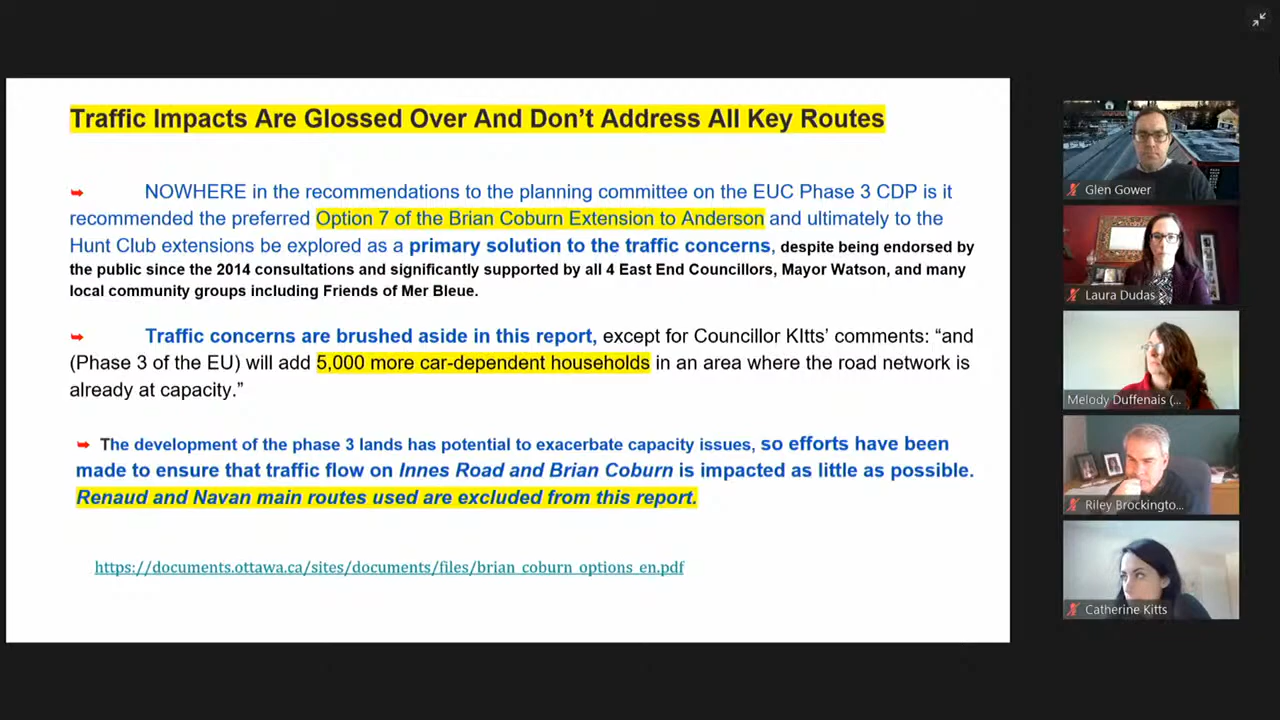 Traffic Impacts Are Glossed Over And Don't Address All Key Routes
NOWHERE in the recommendations to the planning committee on the EUC Phase 3 CDP is it
recommended the preferred Option 7 of the Brian Coburn Extension to Anderson and ultimately to the
Hunt Club extensions be explored as a primary solution to the traffic concerns, despite being endorsed by
the public since the 2014 consultations and significantly supported by all 4 East End Councillors, Mayor Watson, and many
local community groups including Friends of Mer Bleue.
Traffic concerns are brushed aside in this report, except for Councillor KItts' comments: "and
(Phase 3 of the EU) will add 5,000 more car-dependent households in an area where the road network is
already at capacity."
The development of the phase 3 lands has potential to exacerbate capacity issues, so efforts have been
made to ensure that traffic flow on Innes Road and Brian Coburn is impacted as little as possible.
Renaud and Navan main routes used are excluded from this report.
https://documents.ottawa.ca/sites/documents/files/brian_coburn_options_en.pdf
Glen Gower
Laura Dudas
Melody Duffenais (...
Riley Brockingto...
Catherine Kitts